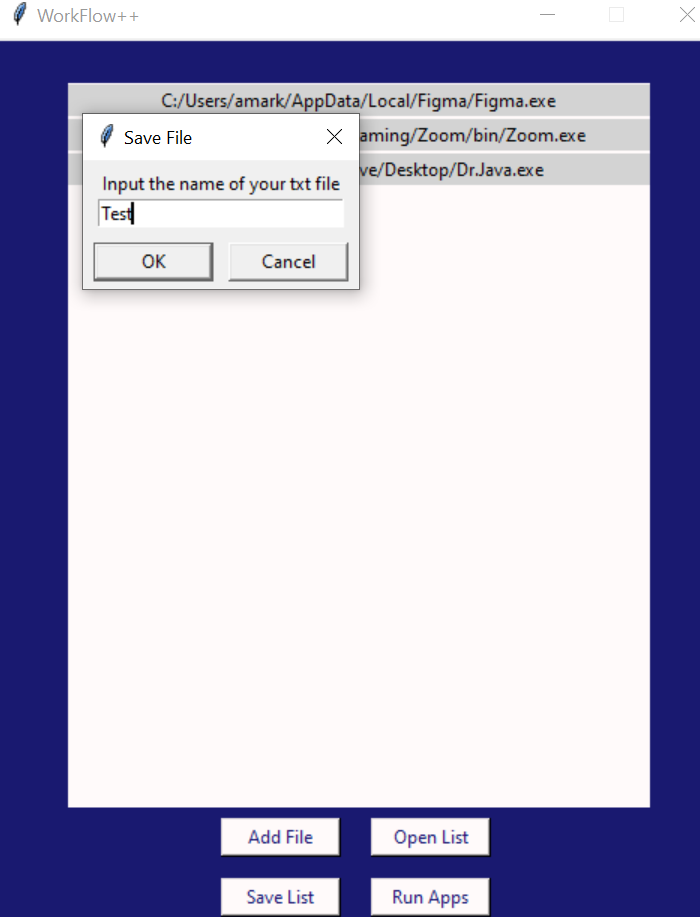 WorkFlow++
C:/Users/amark/AppData/Local/Figma/Figma.exe
Save File
aming/Zoom/bin/Zoom.exe
ve/Desktop/Dr.Java.exe
Input the name of your txt file
Test
OK Cancel
Add File Open List
Save List Run Apps